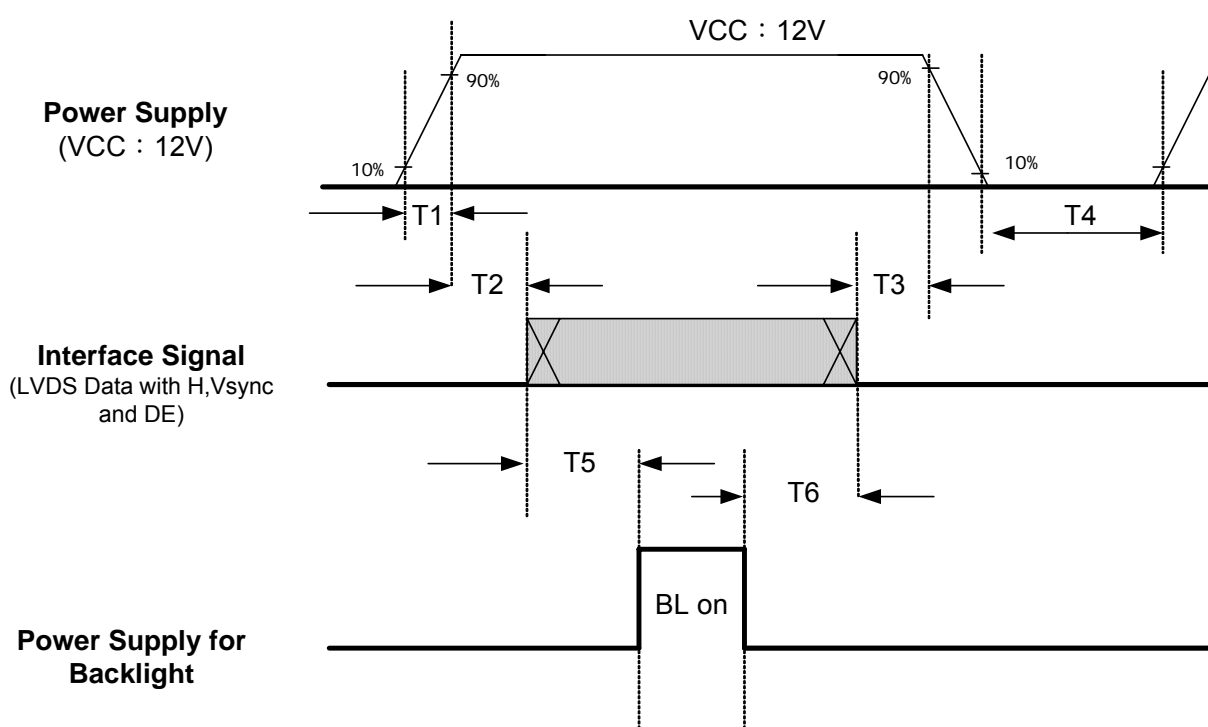 VCC：12V
90%
90%
Power Supply
(VCC：12V)
10%
10%
T1
T4
T2
T3
Interface Signal
(LVDS Data with H,Vsync
and DE)
T5
T6
BL on
Power Supply for
Backlight